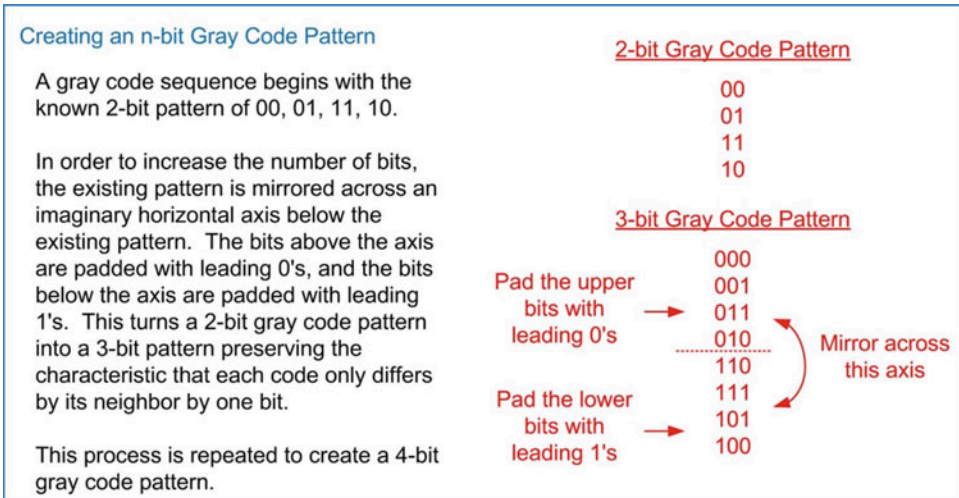 Creating an n-bit Gray Code Pattern
A gray code sequence begins with the
known 2-bit pattern of 00, 01, 11, 10.
In order to increase the number of bits,
the existing pattern is mirrored across an
imaginary horizontal axis below the
existing pattern. The bits above the axis
are padded with leading 0's, and the bits
below the axis are padded with leading
1's. This turns a 2-bit gray code pattern
into a 3-bit pattern preserving the
characteristic that each code only differs
by its neighbor by one bit.
This process is repeated to create a 4-bit
gray code pattern.
2-bit Gray Code Pattern
00
01
11
10
3-bit Gray Code Pattern
000
001
011
010
110
111
101
100
Pad the upper
bits with
leading 0's
Pad the lower
bits with
leading 1's
Mirror across
this axis